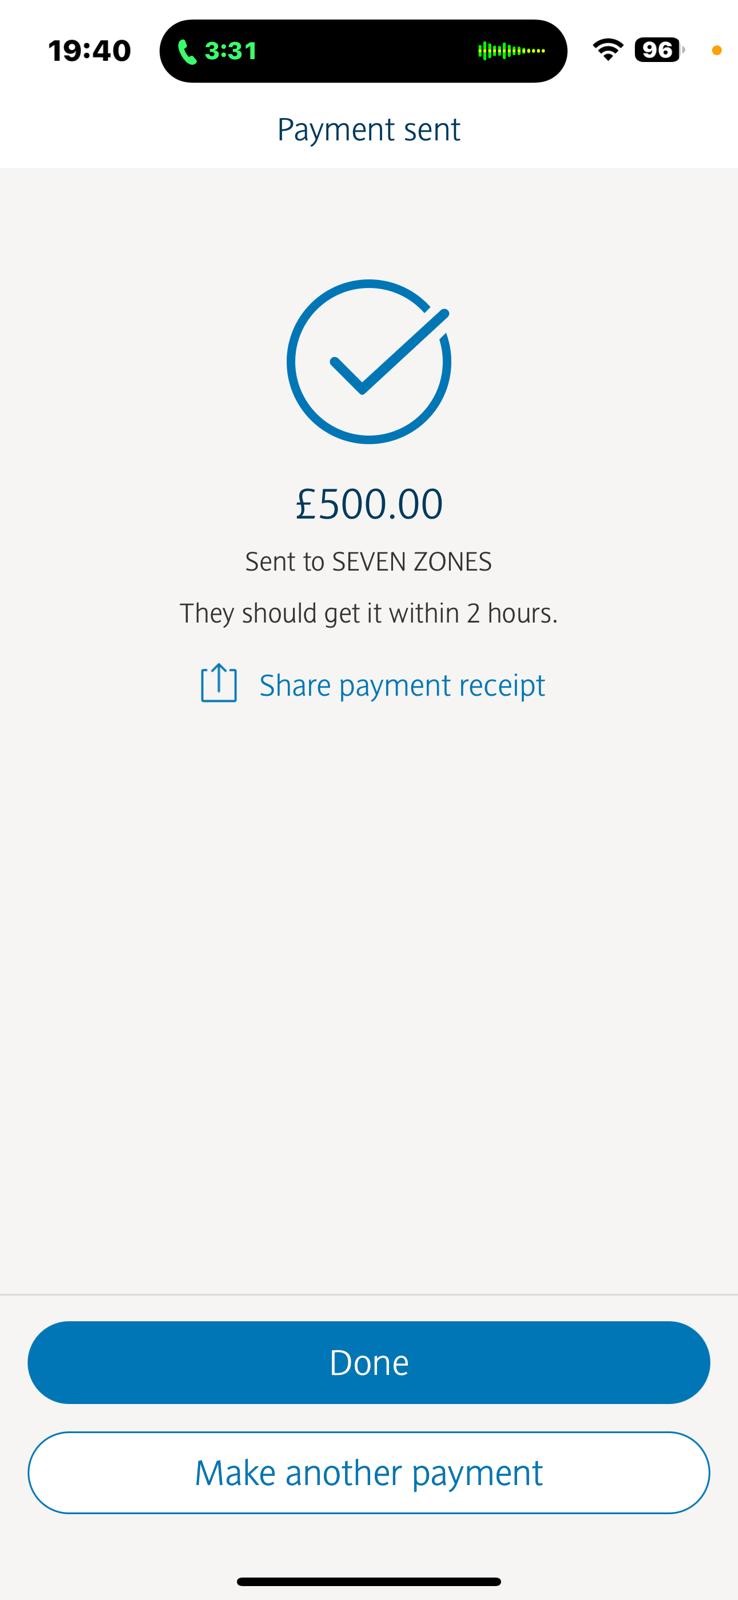 19:40
3:31
96
Payment sent
£500.00
Sent to SEVEN ZONES
They should get it within 2 hours.
Share payment receipt
Done
Make another payment